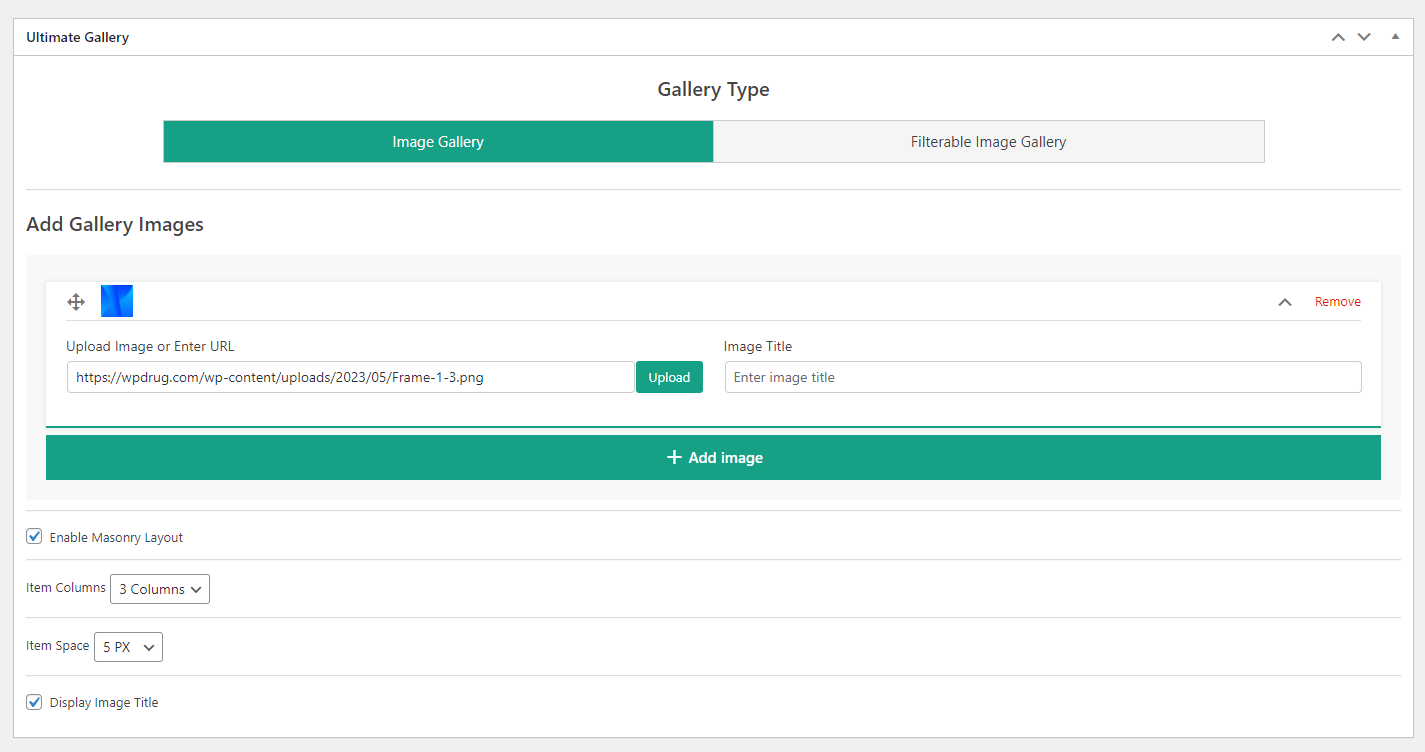 Ultimate Gallery
Gallery Type
Image Gallery
Filterable Image Gallery
Add Gallery Images
Remove
Upload Image or Enter URL
Image Title
https://wpdrug.com/wp-content/uploads/2023/05/Frame-1-3.png
Upload
Enter image title
Add image
Enable Masonry Layout
Item Columns 3 Columns
Item Space 5 PX
Display Image Title